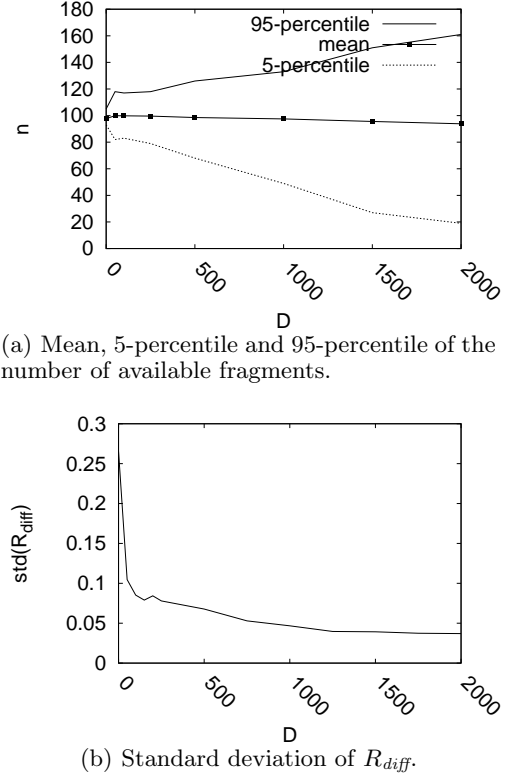 180
160
140
120
100
80
60
40
20
0
n
95-percentile
mean
5-percentile
0
500
1000
1500
2000
D
(a) Mean, 5-percentile and 95-percentile of the
number of available fragments.
0.3
0.25
0.2
0.15
0.1
0.05
0
std(R_diff)
0
500
1000
1500
2000
D
(b) Standard deviation of R_diff.